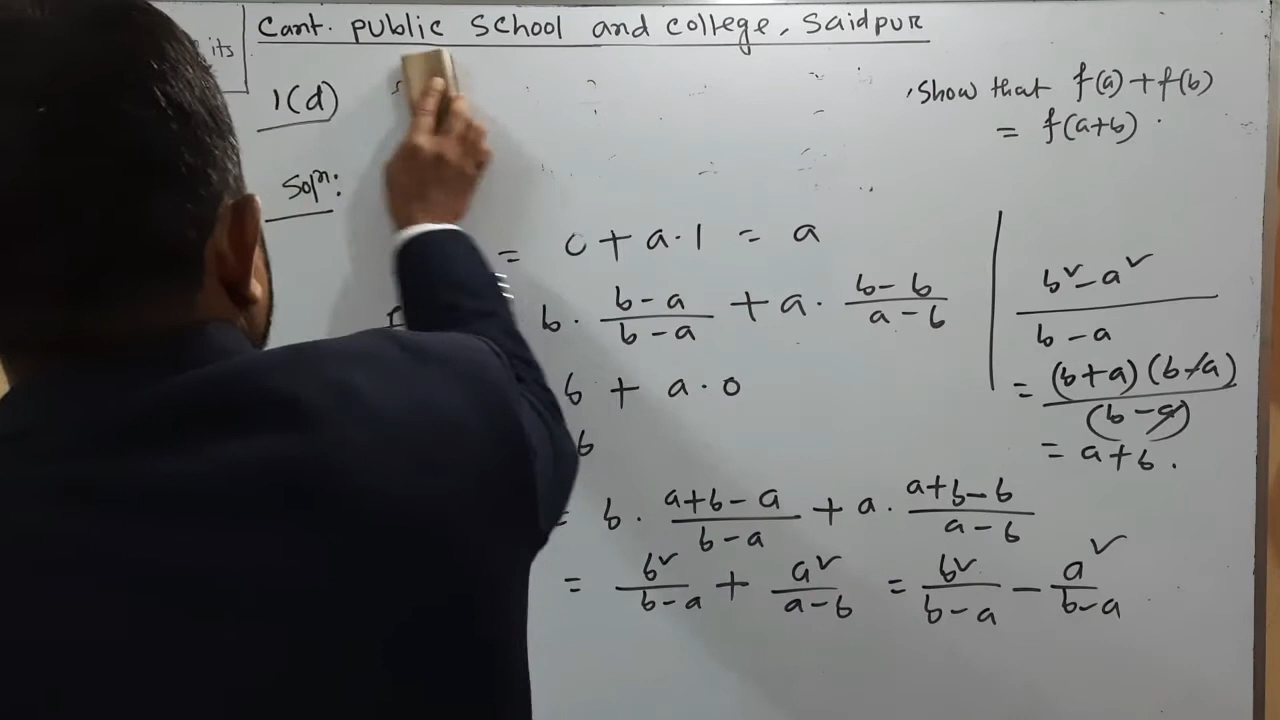 its
Cant. public school and college, Saidpur
1(d)
, Show that f(a)+f(b)
= f(a+b) .
Solⁿ:
= 0 + a.1 = a
b. (b-a)/(b-a) + a. (b-b)/(a-b)
b + a.0
b
= b. (a+b-a)/(b-a) + a. (a+b-b)/(a-b)
= b²/(b-a) + a²/(a-b) = b²/(b-a) - a²/(b-a)
(b²-a²)/(b-a)
= (b+a)(b-a)/(b-a)
= a+b.